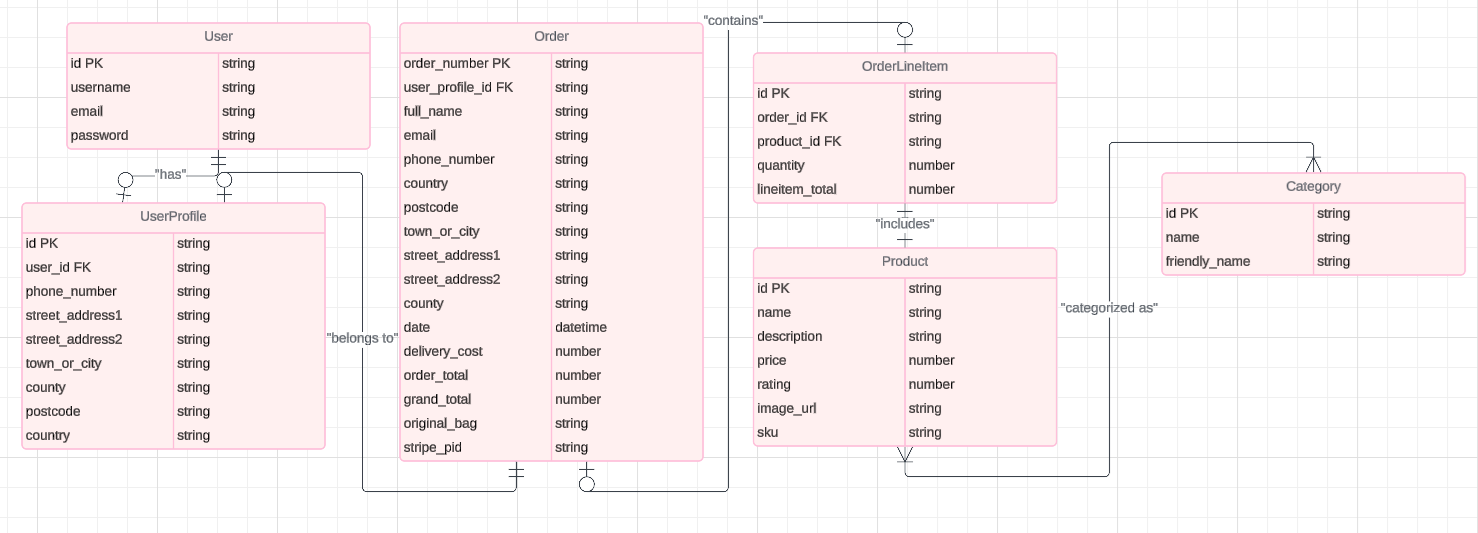 User
id PK string
username string
email string
password string
"has"
UserProfile
id PK string
user_id FK string
phone_number string
street_address1 string
street_address2 string
town_or_city string
county string
postcode string
country string
"belongs to"
Order
order_number PK string
user_profile_id FK string
full_name string
email string
phone_number string
country string
postcode string
town_or_city string
street_address1 string
street_address2 string
county string
date datetime
delivery_cost number
order_total number
grand_total number
original_bag string
stripe_pid string
"contains"
OrderLineItem
id PK string
order_id FK string
product_id FK string
quantity number
lineitem_total number
"includes"
Product
id PK string
name string
description string
price number
rating number
image_url string
sku string
"categorized as"
Category
id PK string
name string
friendly_name string